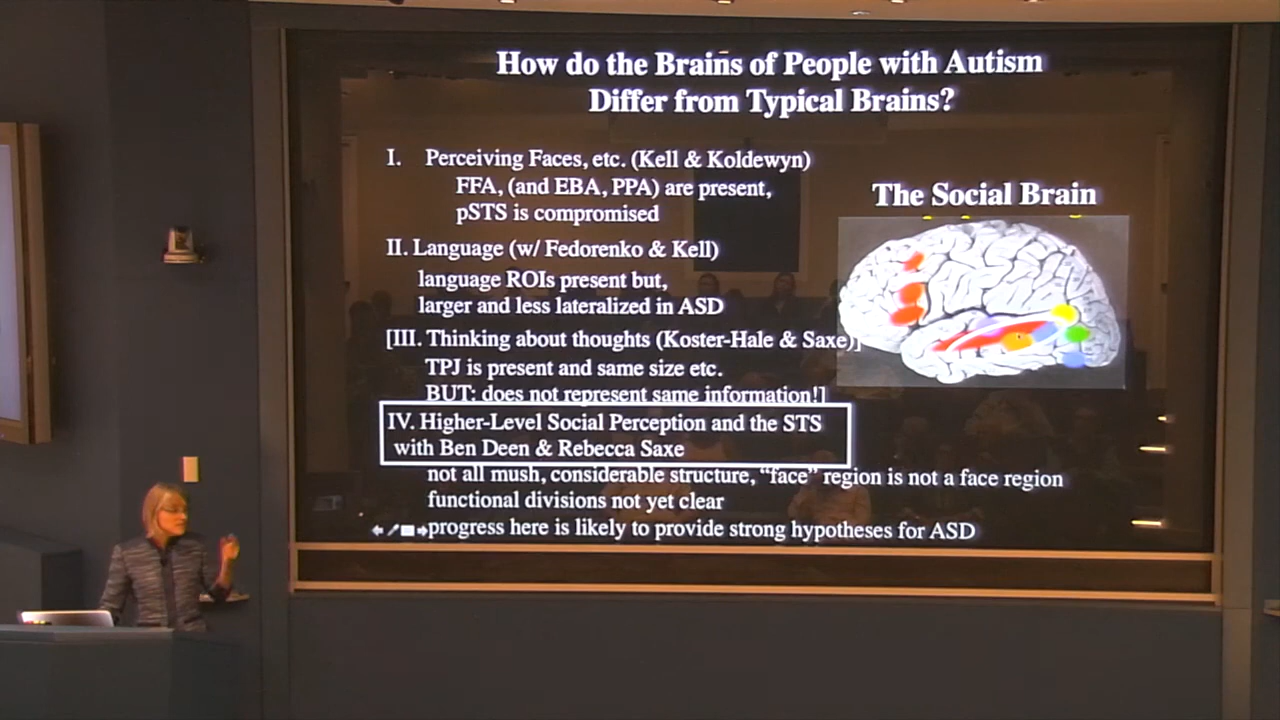 How do the Brains of People with Autism
Differ from Typical Brains?
I. Perceiving Faces, etc. (Kell & Koldewyn)
FFA, (and EBA, PPA) are present,
pSTS is compromised
II. Language (w/ Fedorenko & Kell)
language ROIs present but,
larger and less lateralized in ASD
[III. Thinking about thoughts (Koster-Hale & Saxe)]
TPJ is present and same size etc.
BUT: does not represent same information!]
IV. Higher-Level Social Perception and the STS
with Ben Deen & Rebecca Saxe
not all mush, considerable structure, “face” region is not a face region
functional divisions not yet clear
progress here is likely to provide strong hypotheses for ASD
The Social Brain